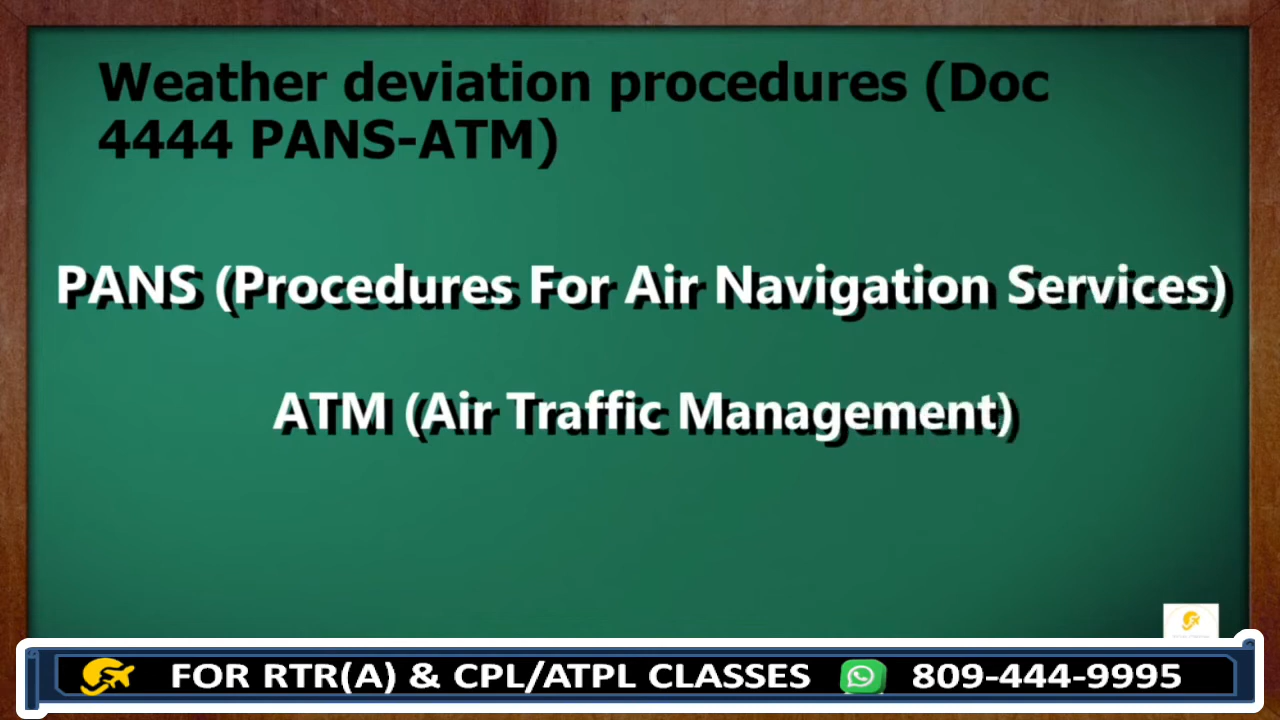 Weather deviation procedures (Doc
4444 PANS-ATM)
PANS (Procedures For Air Navigation Services)
ATM (Air Traffic Management)
FOR RTR(A) & CPL/ATPL CLASSES 809-444-9995